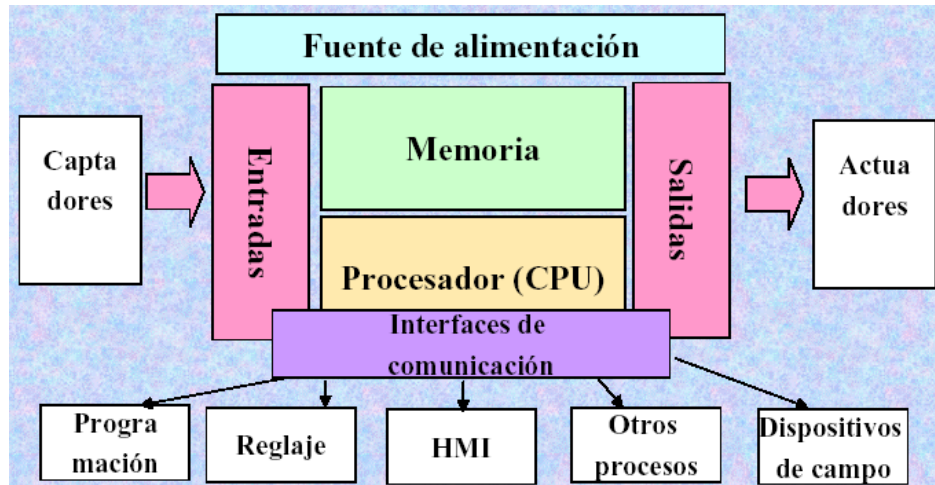 Fuente de alimentación
Capta
dores
Entradas
Memoria
Procesador (CPU)
Salidas
Actua
dores
Interfaces de
comunicación
Progra
mación
Reglaje
HMI
Otros
procesos
Dispositivos
de campo